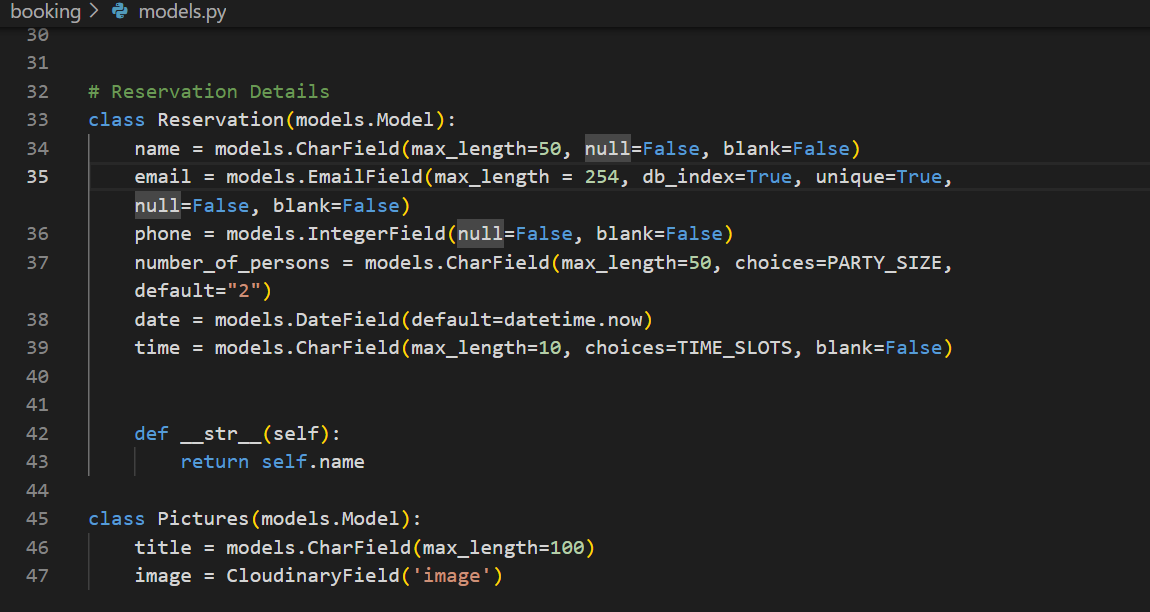 booking > models.py
30
31
32 # Reservation Details
33 class Reservation(models.Model):
34     name = models.CharField(max_length=50, null=False, blank=False)
35     email = models.EmailField(max_length = 254, db_index=True, unique=True,
    null=False, blank=False)
36     phone = models.IntegerField(null=False, blank=False)
37     number_of_persons = models.CharField(max_length=50, choices=PARTY_SIZE,
    default="2")
38     date = models.DateField(default=datetime.now)
39     time = models.CharField(max_length=10, choices=TIME_SLOTS, blank=False)
40
41
42     def __str__(self):
43         return self.name
44
45 class Pictures(models.Model):
46     title = models.CharField(max_length=100)
47     image = CloudinaryField('image')